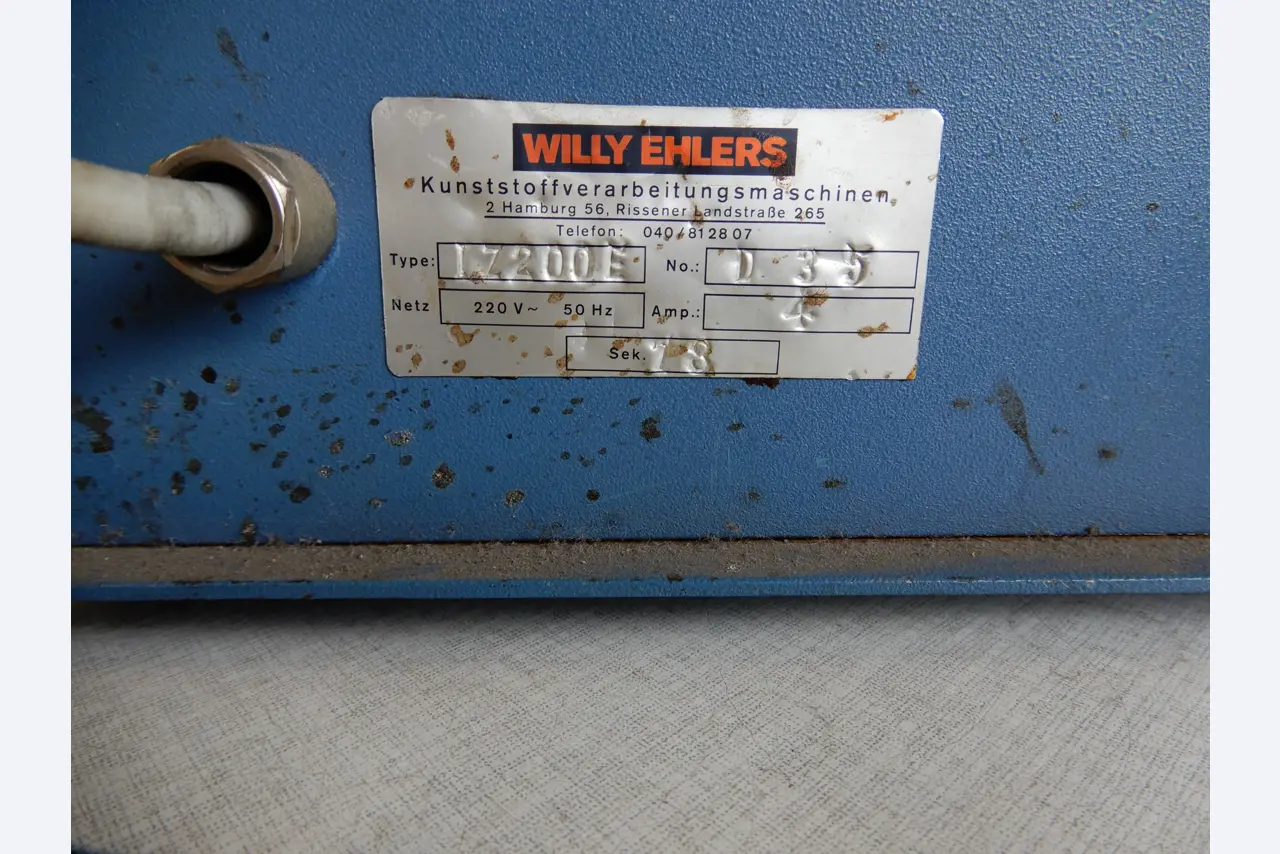 WILLY EHLERS
Kunststoffverarbeitungsmaschinen
2 Hamburg 56, Rissener Landstraße 265
Telefon: 040/812807
Type: IZ200E No.: D 35
Netz 220 V~ 50 Hz Amp.: 4
Sek. 78